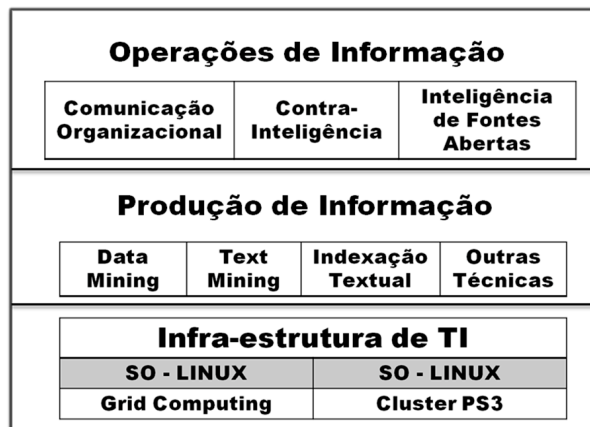 Operações de Informação
Comunicação
Organizacional
Contra-
Inteligência
Inteligência
de Fontes
Abertas
Produção de Informação
Data
Mining
Text
Mining
Indexação
Textual
Outras
Técnicas
Infra-estrutura de TI
SO - LINUX
SO - LINUX
Grid Computing
Cluster PS3